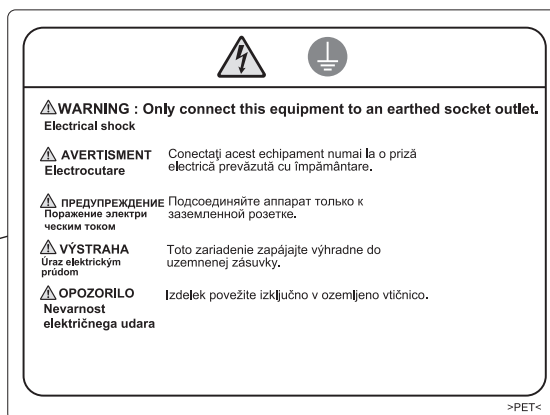 ⚠WARNING : Only connect this equipment to an earthed socket outlet.
Electrical shock
⚠ AVERTISMENT Conectaţi acest echipament numai la o priză
Electrocutare electrică prevăzută cu împământare.
⚠ ПРЕДУПРЕЖДЕНИЕ Подсоединяйте аппарат только к
Поражение электри заземленной розетке.
ческим током
⚠ VÝSTRAHA Toto zariadenie zapájajte výhradne do
Úraz elektrickým uzemnenej zásuvky.
prúdom
⚠ OPOZORILO Izdelek povežite izključno v ozemljeno vtičnico.
Nevarnost
električnega udara
>PET<